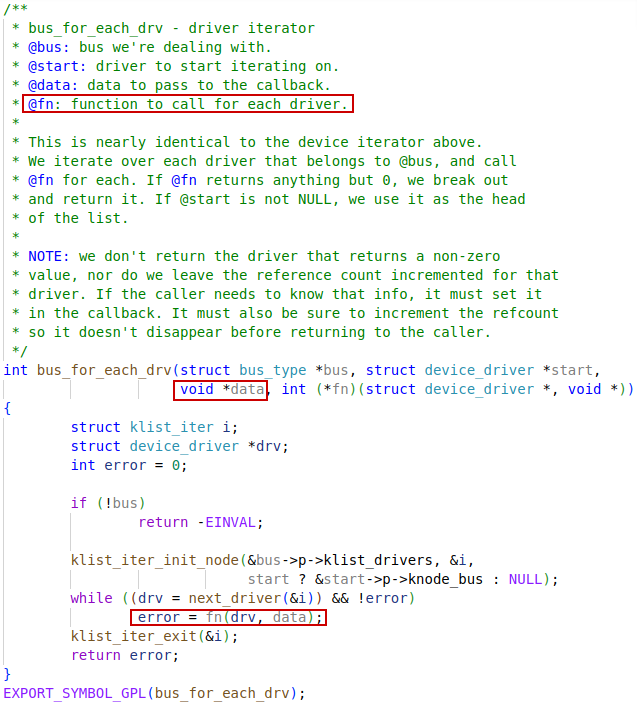 /**
 * bus_for_each_drv - driver iterator
 * @bus: bus we're dealing with.
 * @start: driver to start iterating on.
 * @data: data to pass to the callback.
 * @fn: function to call for each driver.
 *
 * This is nearly identical to the device iterator above.
 * We iterate over each driver that belongs to @bus, and call
 * @fn for each. If @fn returns anything but 0, we break out
 * and return it. If @start is not NULL, we use it as the head
 * of the list.
 *
 * NOTE: we don't return the driver that returns a non-zero
 * value, nor do we leave the reference count incremented for that
 * driver. If the caller needs to know that info, it must set it
 * in the callback. It must also be sure to increment the refcount
 * so it doesn't disappear before returning to the caller.
 */
int bus_for_each_drv(struct bus_type *bus, struct device_driver *start,
                     void *data, int (*fn)(struct device_driver *, void *))
{
        struct klist_iter i;
        struct device_driver *drv;
        int error = 0;

        if (!bus)
                return -EINVAL;

        klist_iter_init_node(&bus->p->klist_drivers, &i,
                             start ? &start->p->knode_bus : NULL);
        while ((drv = next_driver(&i)) && !error)
                error = fn(drv, data);
        klist_iter_exit(&i);
        return error;
}
EXPORT_SYMBOL_GPL(bus_for_each_drv);